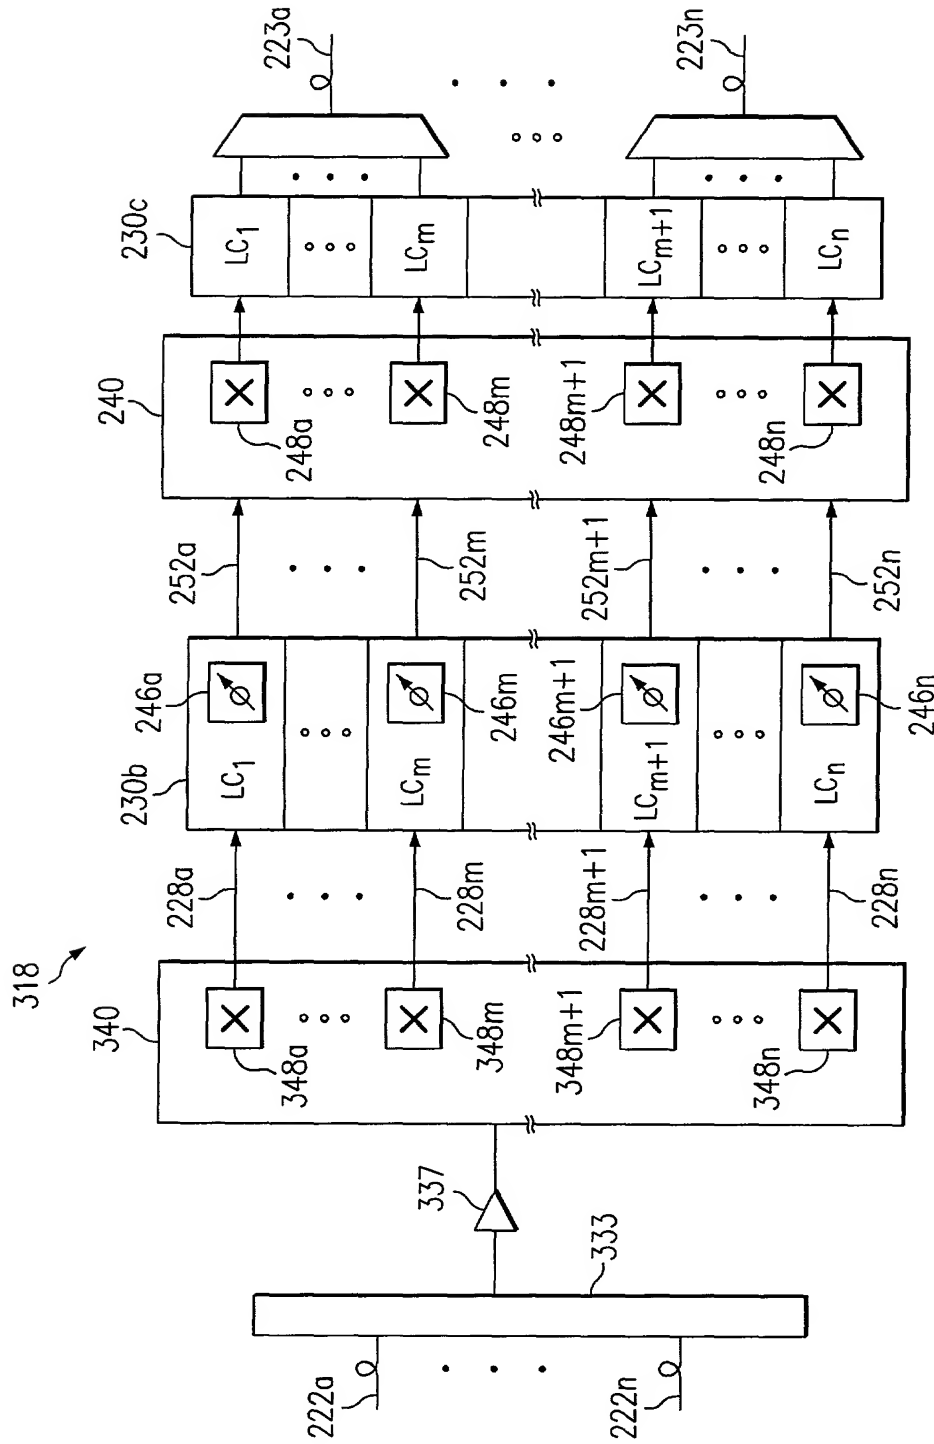 318
222a
222n
333
337
340
348a
348m
348m+1
348n
228a
228m
228m+1
228n
230b
LC1
LCm
LCm+1
LCn
246a
246m
246m+1
246n
252a
252m
252m+1
252n
240
248a
248m
248m+1
248n
230c
LC1
LCm
LCm+1
LCn
223a
223n